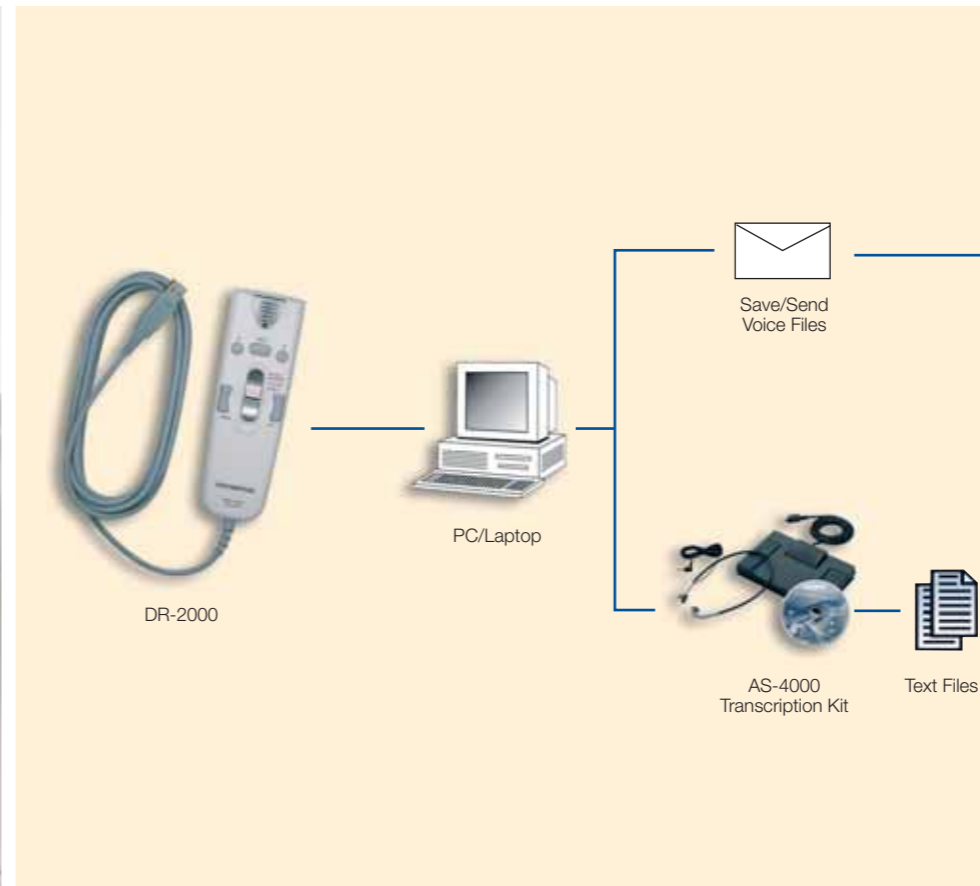 Save/Send
Voice Files
PC/Laptop
DR-2000
AS-4000
Transcription Kit
Text Files